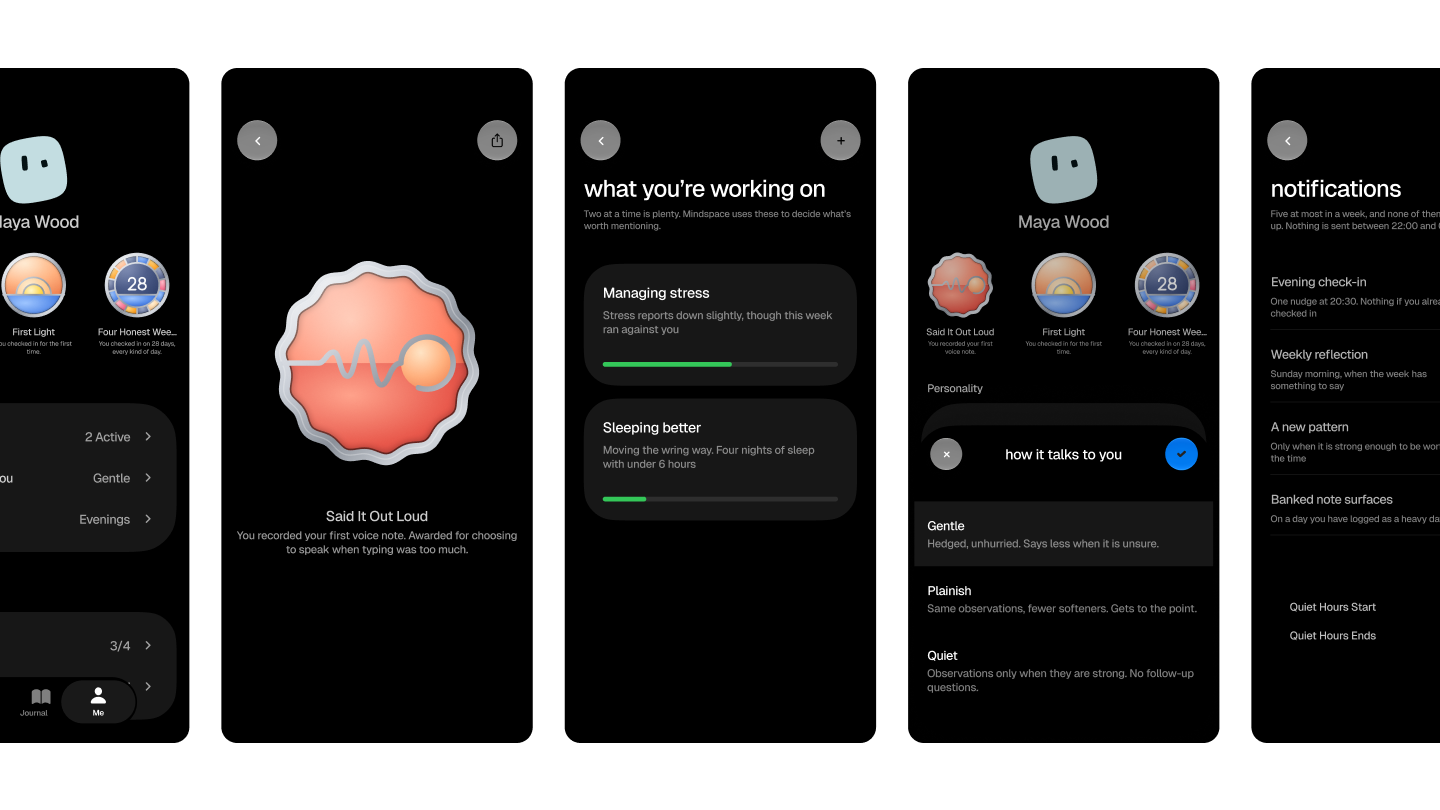 Maya Wood
28
First Light
You checked in for the first
time.
Four Honest Wee...
You checked in on 28 days,
every kind of day.
2 Active
you
Gentle
Evenings
3/4
Journal
Me
Said It Out Loud
You recorded your first voice note. Awarded for choosing
to speak when typing was too much.
what you're working on
Two at a time is plenty. Mindspace uses these to decide what's
worth mentioning.
Managing stress
Stress reports down slightly, though this week
ran against you
Sleeping better
Moving the wring way. Four nights of sleep
with under 6 hours
Maya Wood
28
Said It Out Loud
You recorded your first
voice note.
First Light
You checked in for the first
time.
Four Honest Wee...
You checked in on 28 days,
every kind of day.
Personality
how it talks to you
Gentle
Hedged, unhurried. Says less when it is unsure.
Plainish
Same observations, fewer softeners. Gets to the point.
Quiet
Observations only when they are strong. No follow-up
questions.
notifications
Five at most in a week, and none of them
up. Nothing is sent between 22:00 and
Evening check-in
One nudge at 20:30. Nothing if you
checked in
Weekly reflection
Sunday morning, when the week has
something to say
A new pattern
Only when it is strong enough to be
the time
Banked note surfaces
On a day you have logged as a heavy
Quiet Hours Start
Quiet Hours Ends